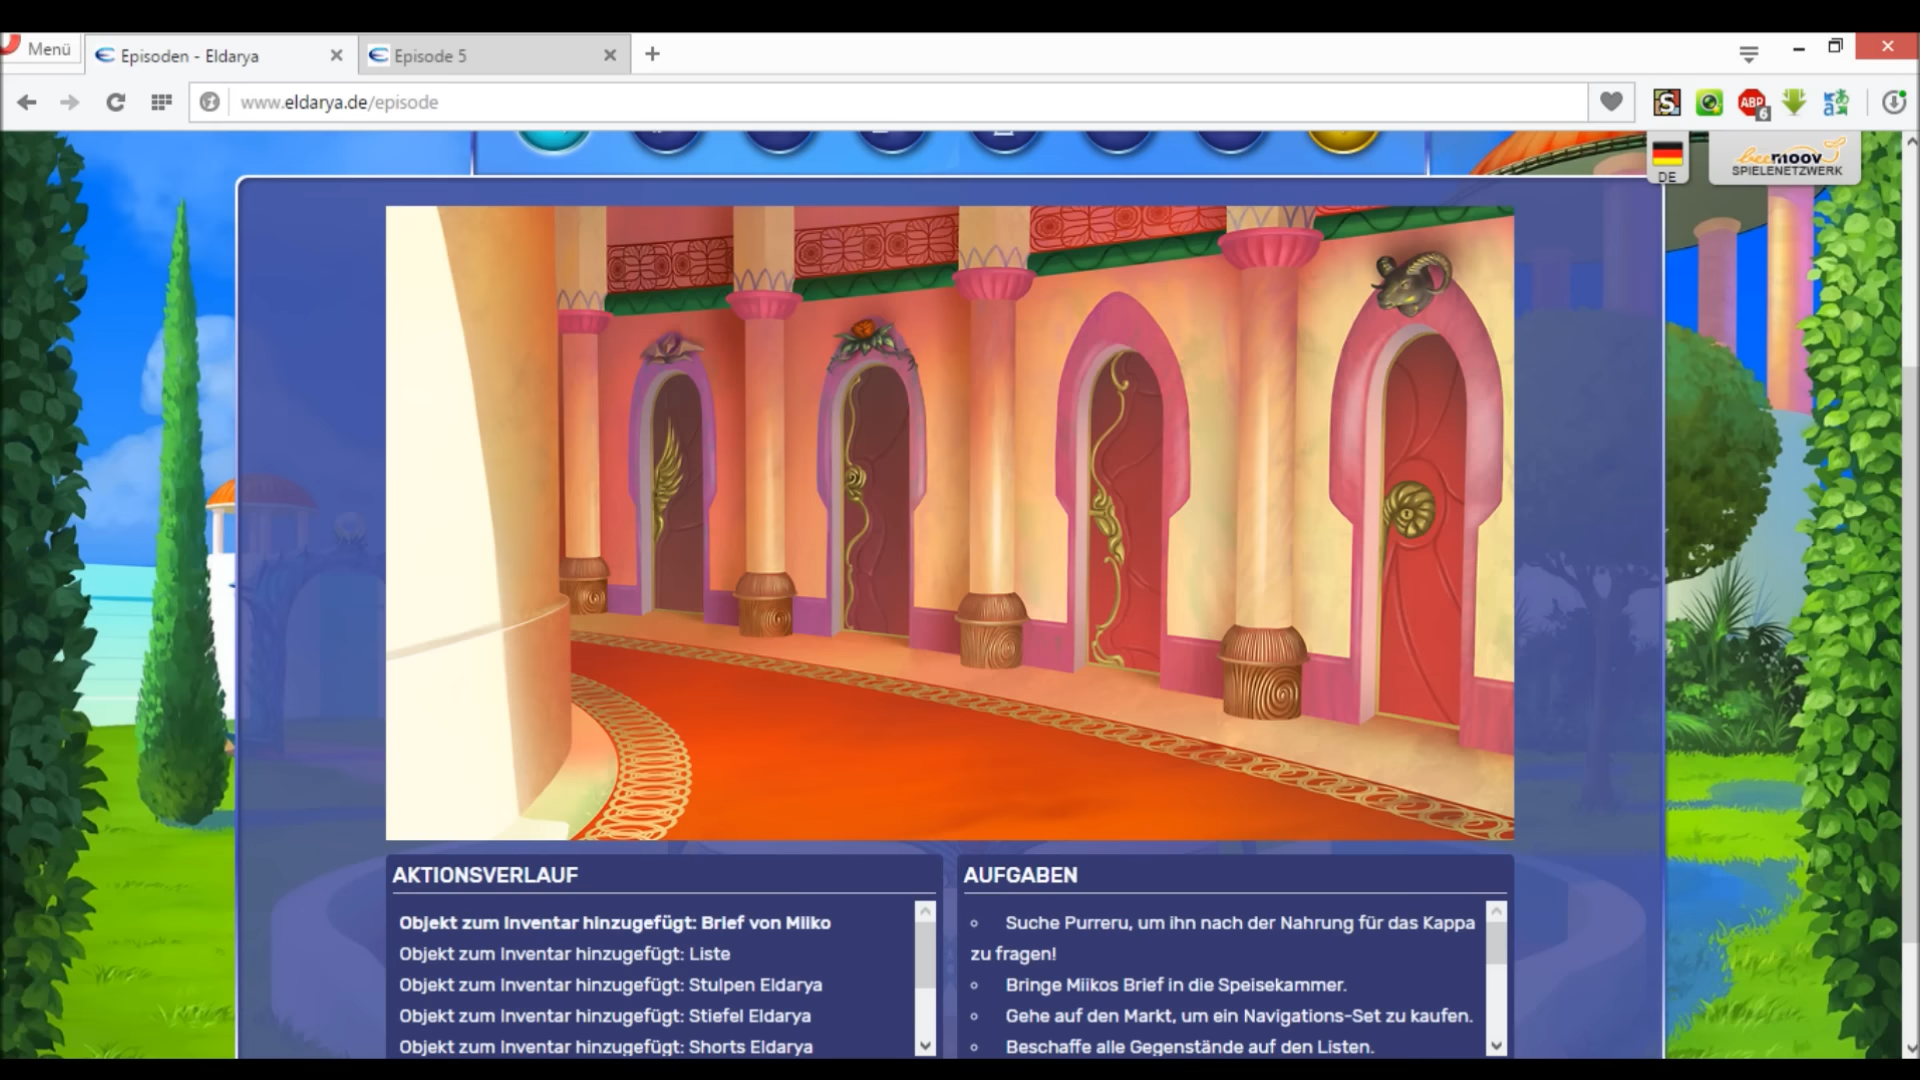 Menü
Episoden - Eldarya
Episode 5
www.eldarya.de/episode
ABP
6
DE
beemoov
SPIELENETZWERK
AKTIONSVERLAUF
Objekt zum Inventar hinzugefügt: Brief von Miiko
Objekt zum Inventar hinzugefügt: Liste
Objekt zum Inventar hinzugefügt: Stulpen Eldarya
Objekt zum Inventar hinzugefügt: Stiefel Eldarya
Objekt zum Inventar hinzugefügt: Shorts Eldarya
AUFGABEN
Suche Purreru, um ihn nach der Nahrung für das Kappa
zu fragen!
Bringe Miikos Brief in die Speisekammer.
Gehe auf den Markt, um ein Navigations-Set zu kaufen.
Beschaffe alle Gegenstände auf den Listen.